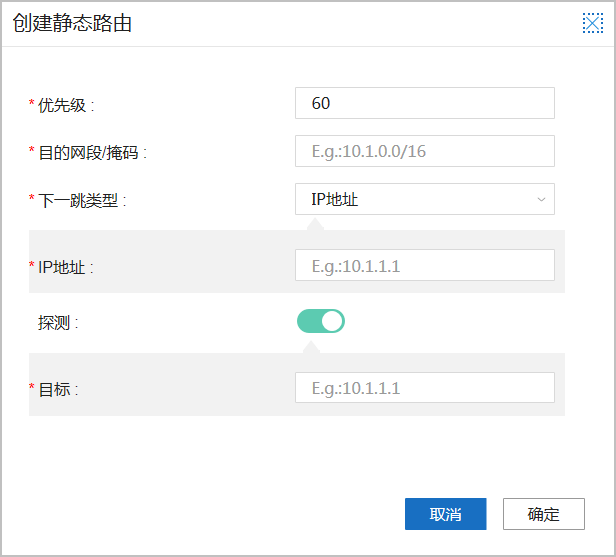 创建静态路由
* 优先级 : 60
* 目的网段/掩码 : E.g.:10.1.0.0/16
* 下一跳类型 : IP地址
* IP地址 : E.g.:10.1.1.1
探测 :
* 目标 : E.g.:10.1.1.1
取消 确定